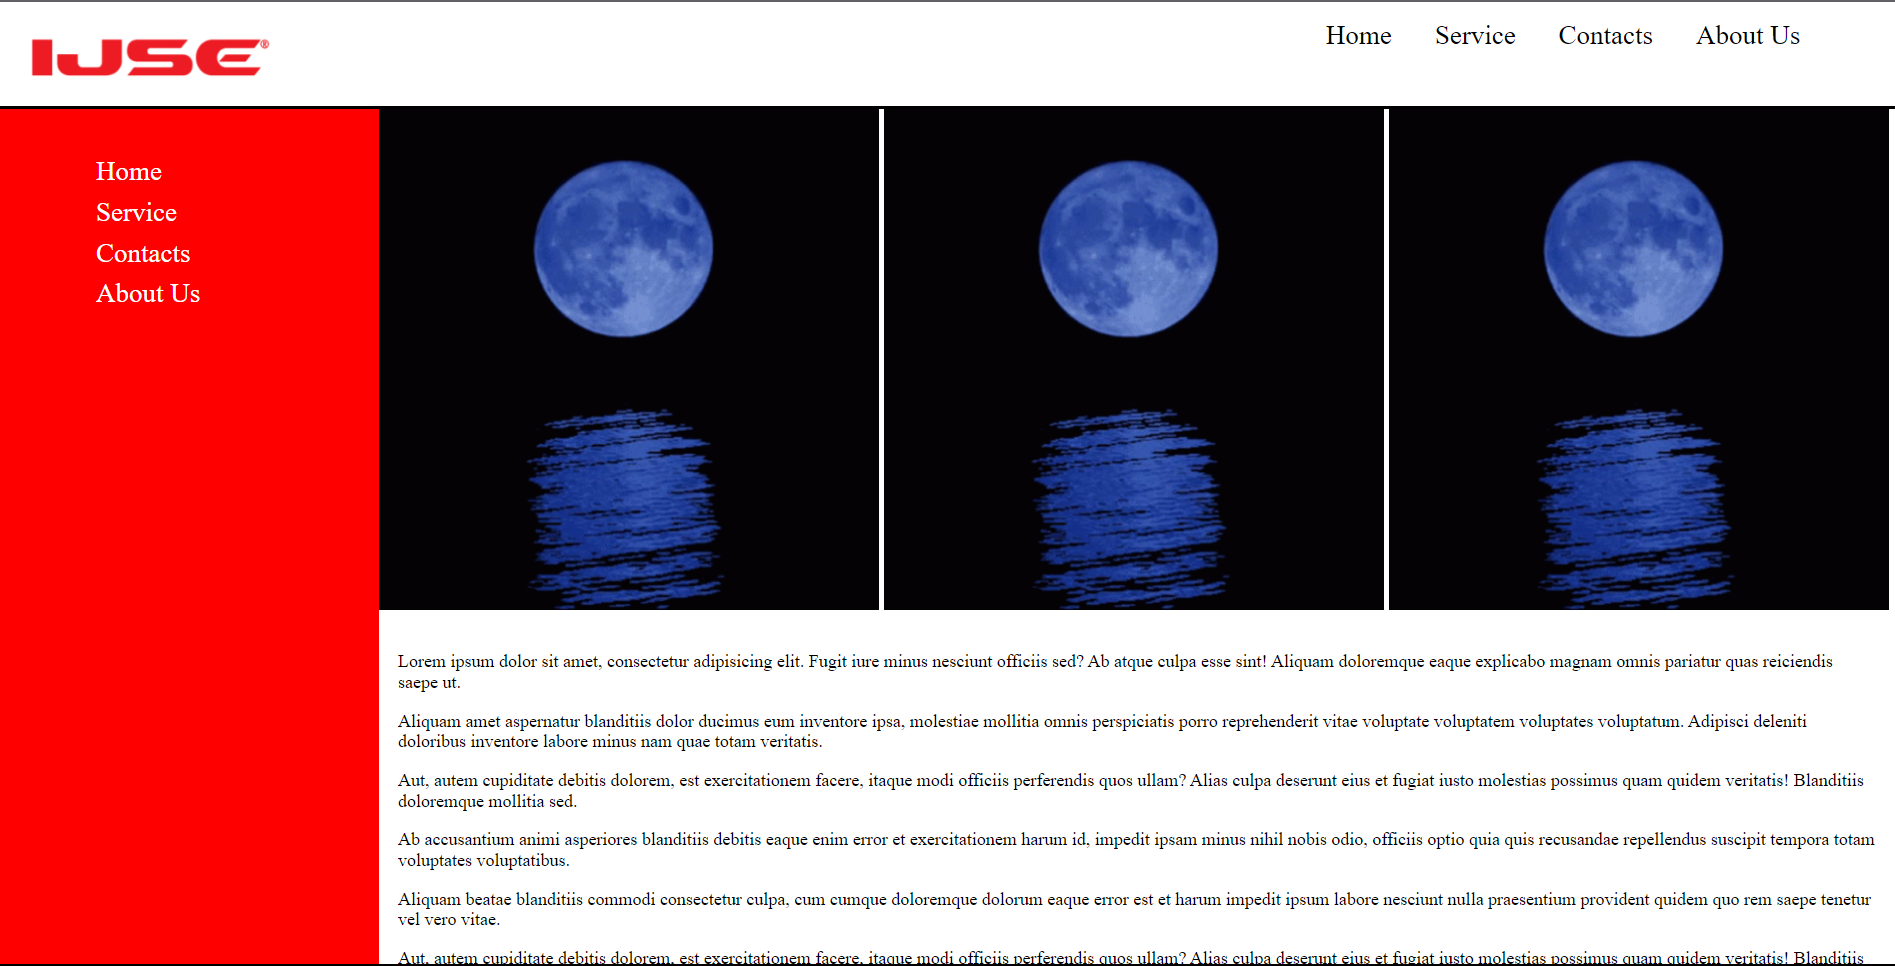 IJSE®
Home Service Contacts About Us
Home
Service
Contacts
About Us
Lorem ipsum dolor sit amet, consectetur adipisicing elit. Fugit iure minus nesciunt officiis sed? Ab atque culpa esse sint! Aliquam doloremque eaque explicabo magnam omnis pariatur quas reiciendis
saepe ut.
Aliquam amet aspernatur blanditiis dolor ducimus eum inventore ipsa, molestiae mollitia omnis perspiciatis porro reprehenderit vitae voluptate voluptatem voluptates voluptatum. Adipisci deleniti
doloribus inventore labore minus nam quae totam veritatis.
Aut, autem cupiditate debitis dolorem, est exercitationem facere, itaque modi officiis perferendis quos ullam? Alias culpa deserunt eius et fugiat iusto molestias possimus quam quidem veritatis! Blanditiis
doloremque mollitia sed.
Ab accusantium animi asperiores blanditiis debitis eaque enim error et exercitationem harum id, impedit ipsam minus nihil nobis odio, officiis optio quia quis recusandae repellendus suscipit tempora totam
voluptates voluptatibus.
Aliquam beatae blanditiis commodi consectetur culpa, cum cumque doloremque dolorum eaque error est et harum impedit ipsum labore nesciunt nulla praesentium provident quidem quo rem saepe tenetur
vel vero vitae.
Aut, autem cupiditate debitis dolorem, est exercitationem facere, itaque modi officiis perferendis quos ullam? Alias culpa deserunt eius et fugiat iusto molestias possimus quam quidem veritatis! Blanditiis